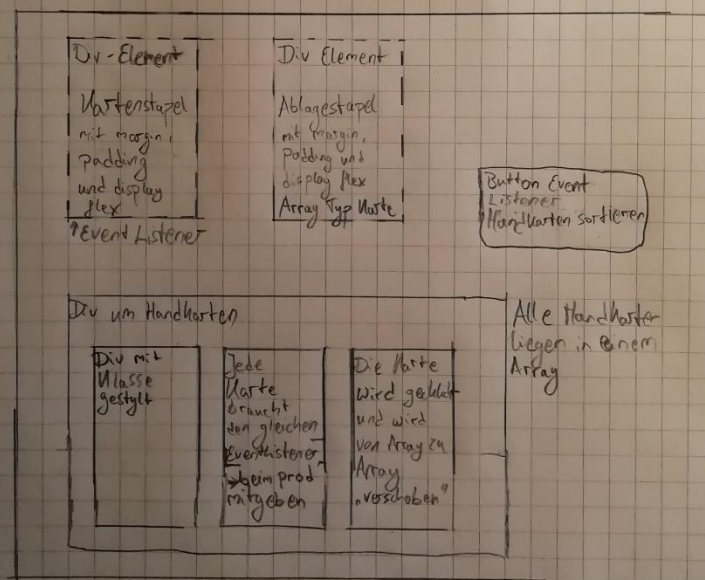 Div-Element
Kartenstapel
mit margin,
padding
und display
flex
↑Event Listener
Div Element
Ablagestapel
mit margin,
Padding und
display flex
Array Typ Karte
Button Event
Listener
Handkarten sortieren
Div um Handkarten
Div mit
Klasse
gestylt
Jede
Karte
braucht
den gleichen
Eventlistener
→beim prod
mitgeben
Die Karte
wird geklickt
und wird
von Array zu
Array
„verschoben"
Alle Handkarten
liegen in einem
Array